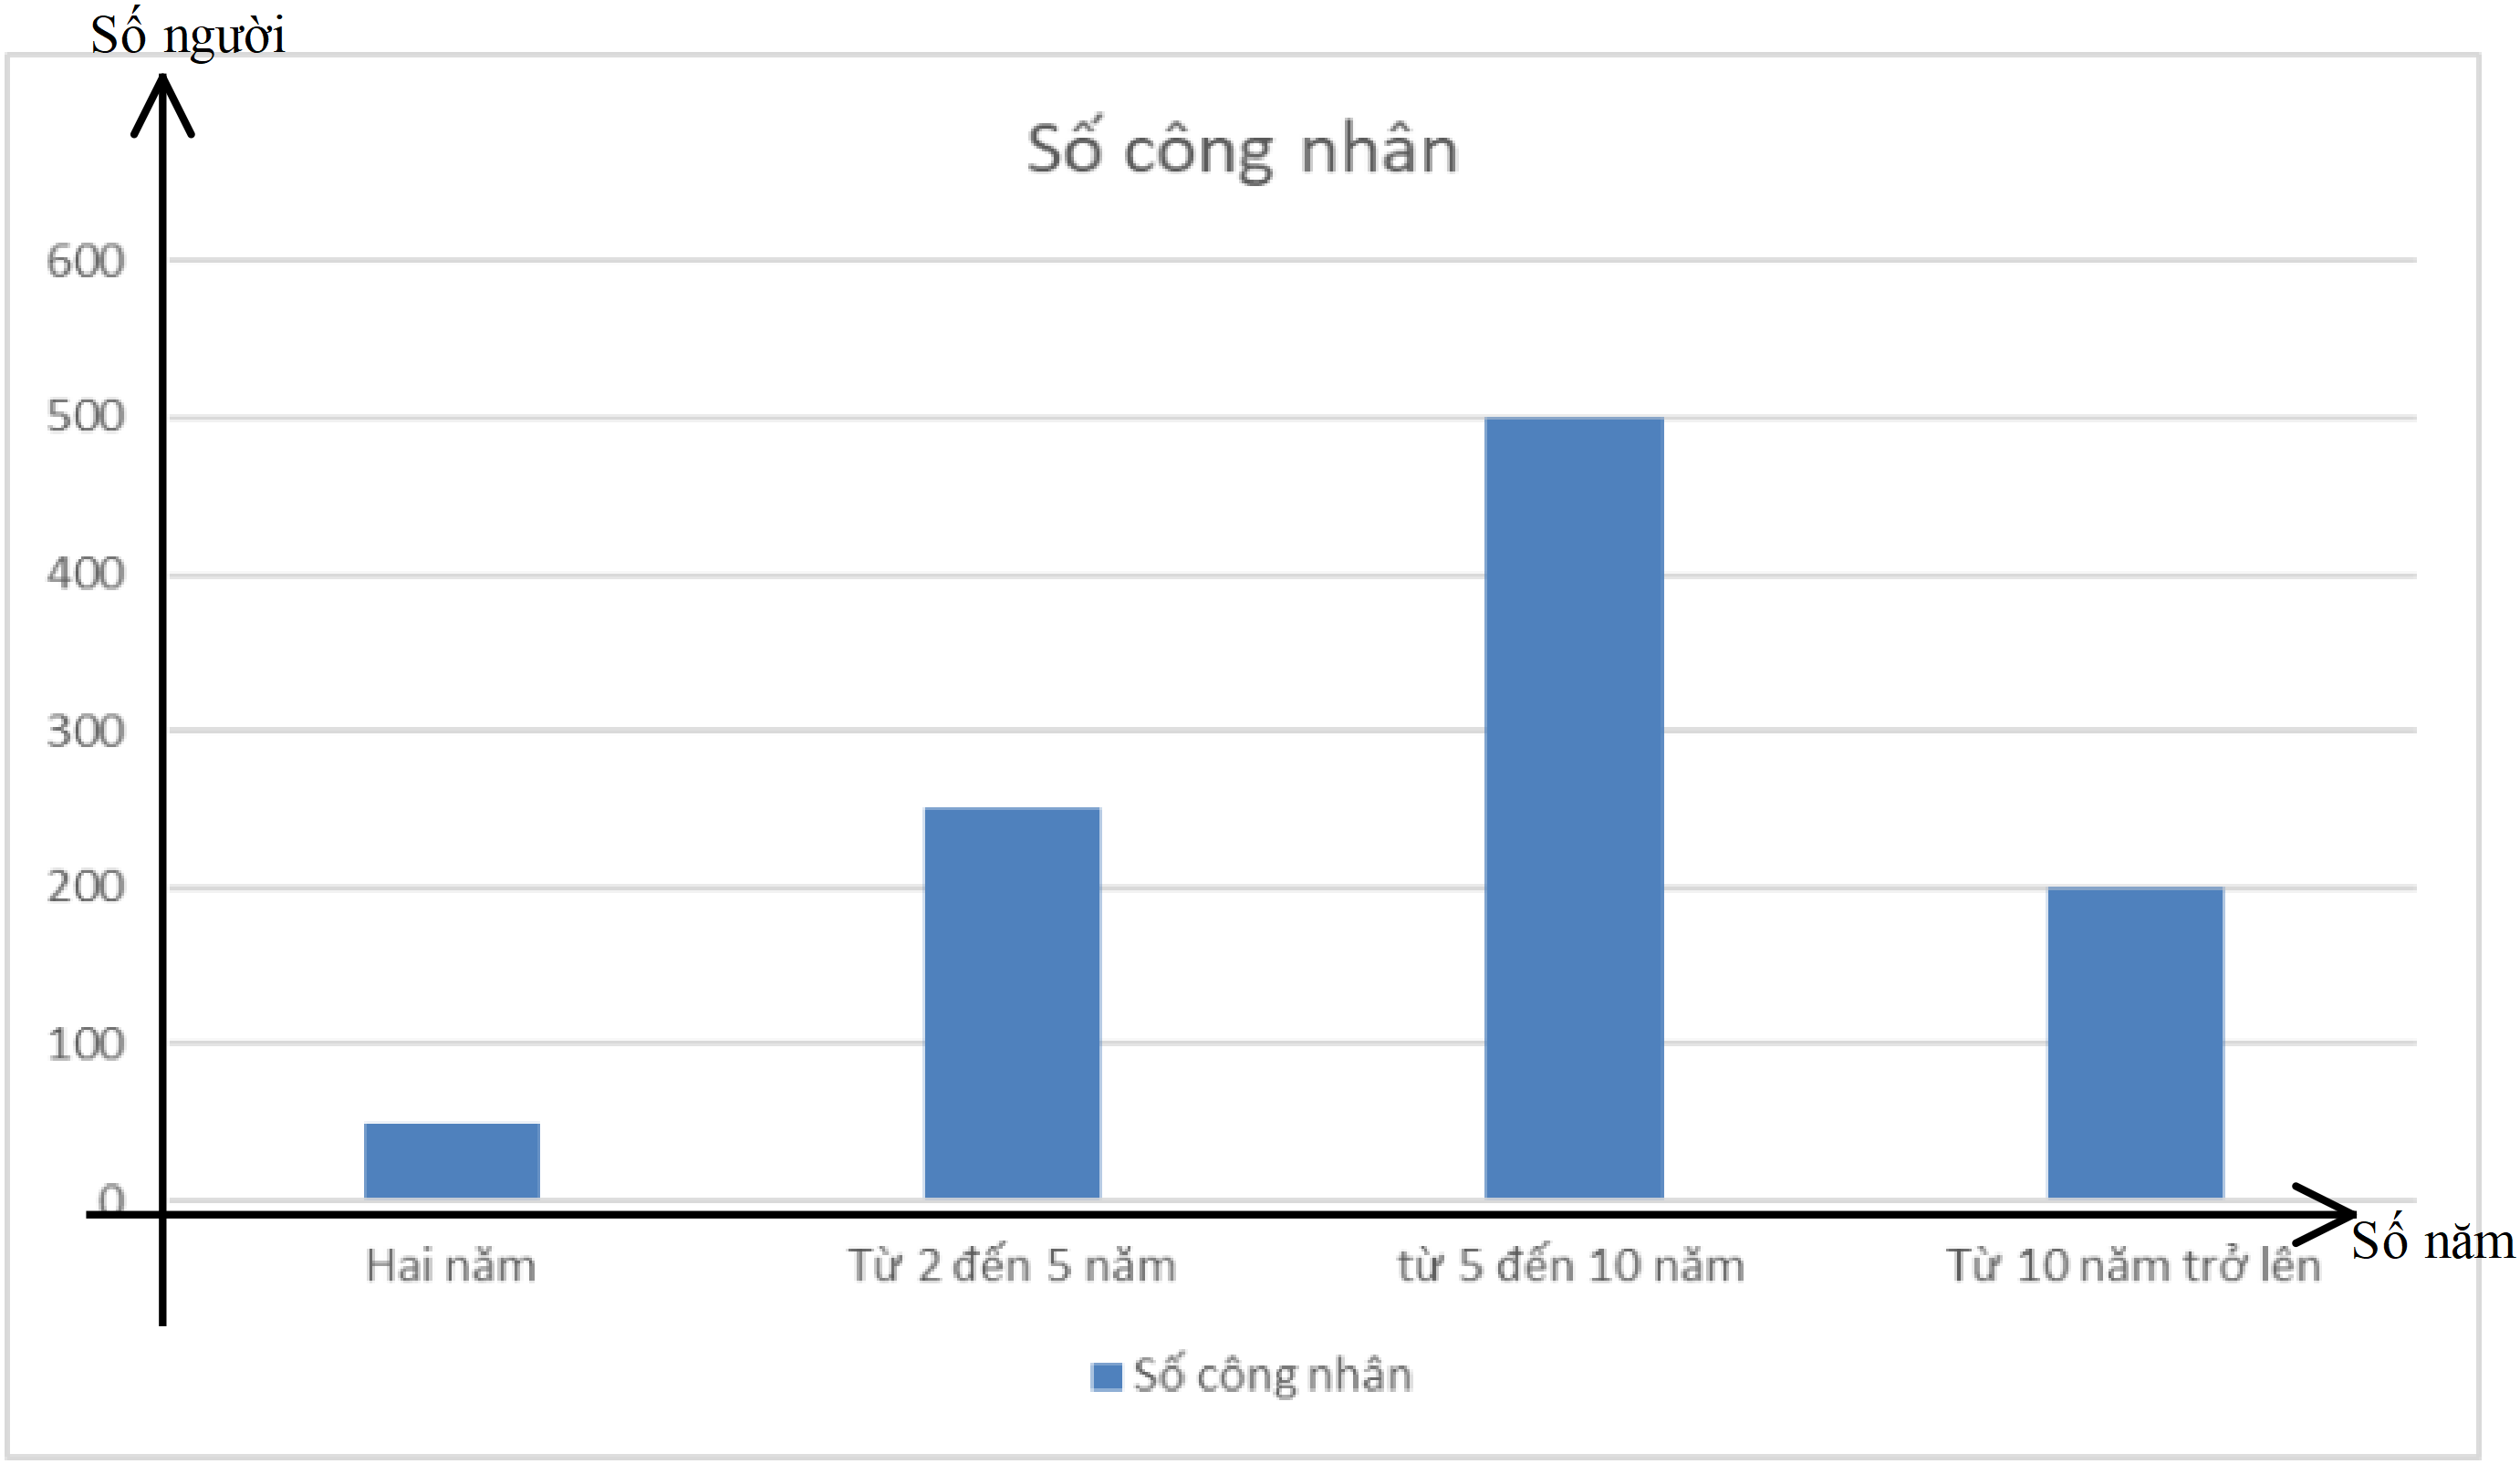 Số người
Số công nhân
600
500
400
300
200
100
0
Hai năm
Từ 2 đến 5 năm
từ 5 đến 10 năm
Từ 10 năm trở lên
Số năm
Số công nhân